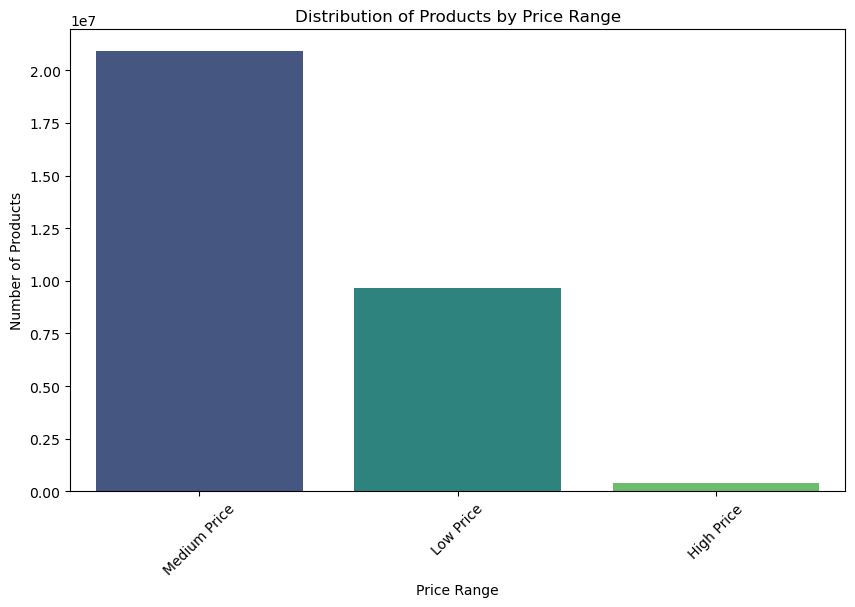 Distribution of Products by Price Range
1e7
2.00
1.75
1.50
1.25
1.00
0.75
0.50
0.25
0.00
Number of Products
Medium Price
Low Price
High Price
Price Range